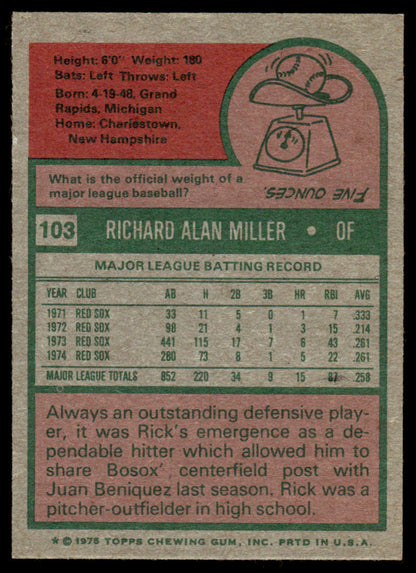 Height: 6'0" Weight: 180
Bats: Left Throws: Left
Born: 4-19-48, Grand
Rapids, Michigan
Home: Charlestown,
New Hampshire
What is the official weight of a
major league baseball?
FIVE OUNCES.
103 RICHARD ALAN MILLER • OF
MAJOR LEAGUE BATTING RECORD
YEAR CLUB AB H 2B 3B HR RBI AVG
1971 RED SOX 33 11 5 0 1 7 .333
1972 RED SOX 98 21 4 1 3 15 .214
1973 RED SOX 441 115 17 7 6 43 .261
1974 RED SOX 280 73 8 1 5 22 .261
MAJOR LEAGUE TOTALS 852 220 34 9 15 87 .258
Always an outstanding defensive play-
er, it was Rick's emergence as a de-
pendable hitter which allowed him to
share Bosox' centerfield post with
Juan Beniquez last season. Rick was a
pitcher-outfielder in high school.
* © 1975 TOPPS CHEWING GUM, INC. PRTD IN U.S.A.